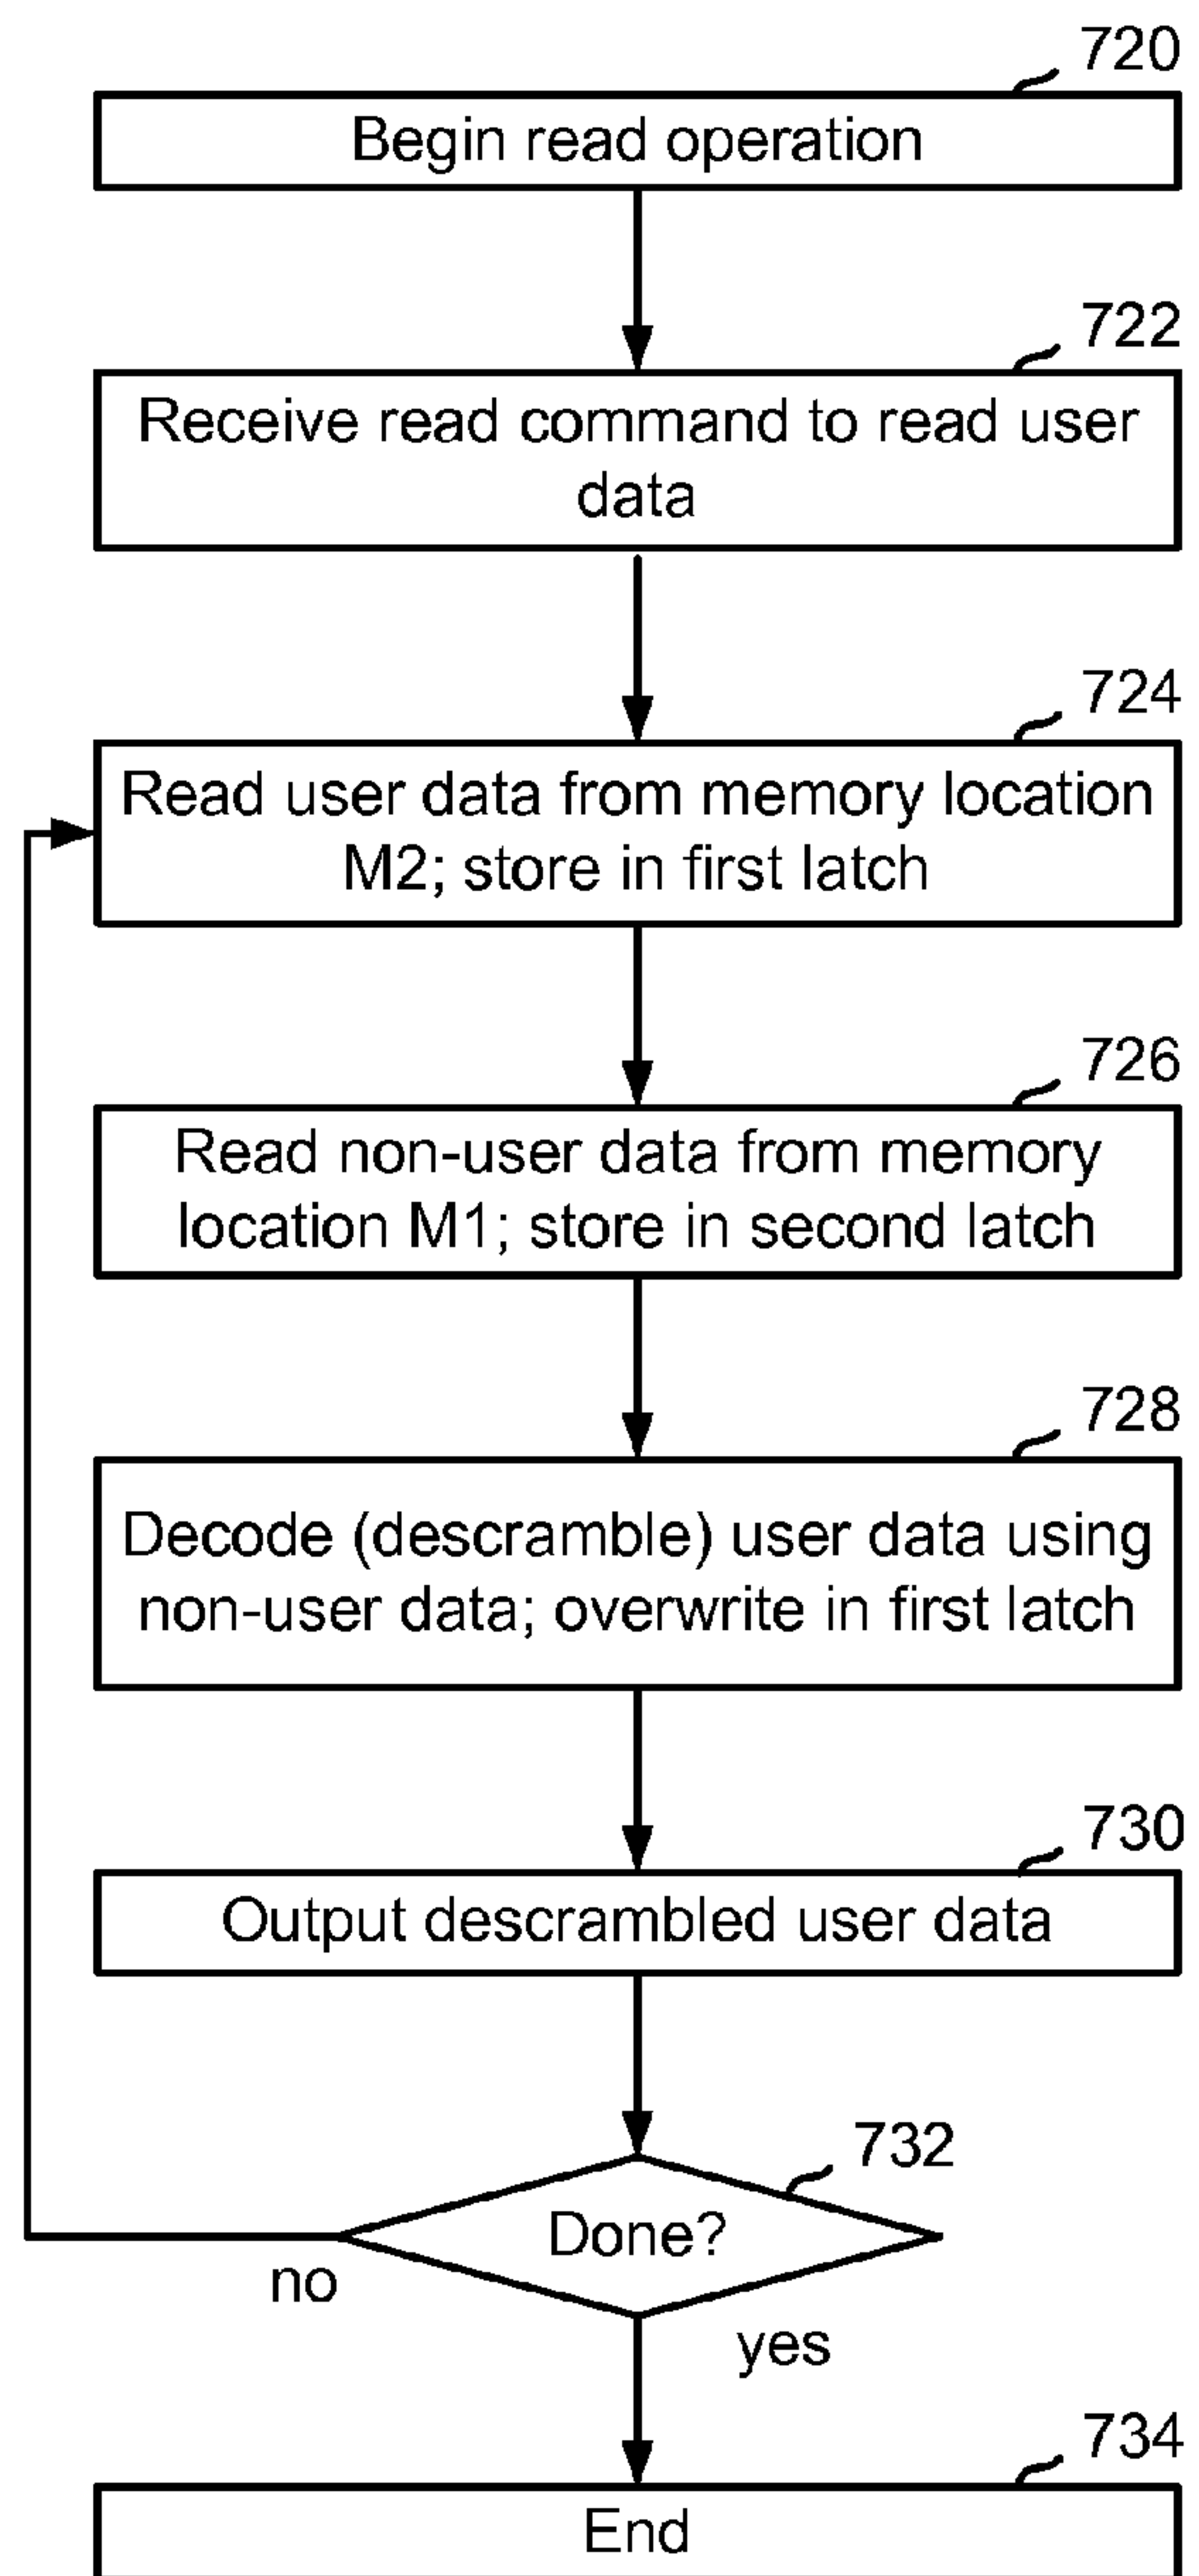 720
Begin read operation
722
Receive read command to read user
data
724
Read user data from memory location
M2; store in first latch
726
Read non-user data from memory
location M1; store in second latch
728
Decode (descramble) user data using
non-user data; overwrite in first latch
730
Output descrambled user data
732
Done?
no
yes
734
End